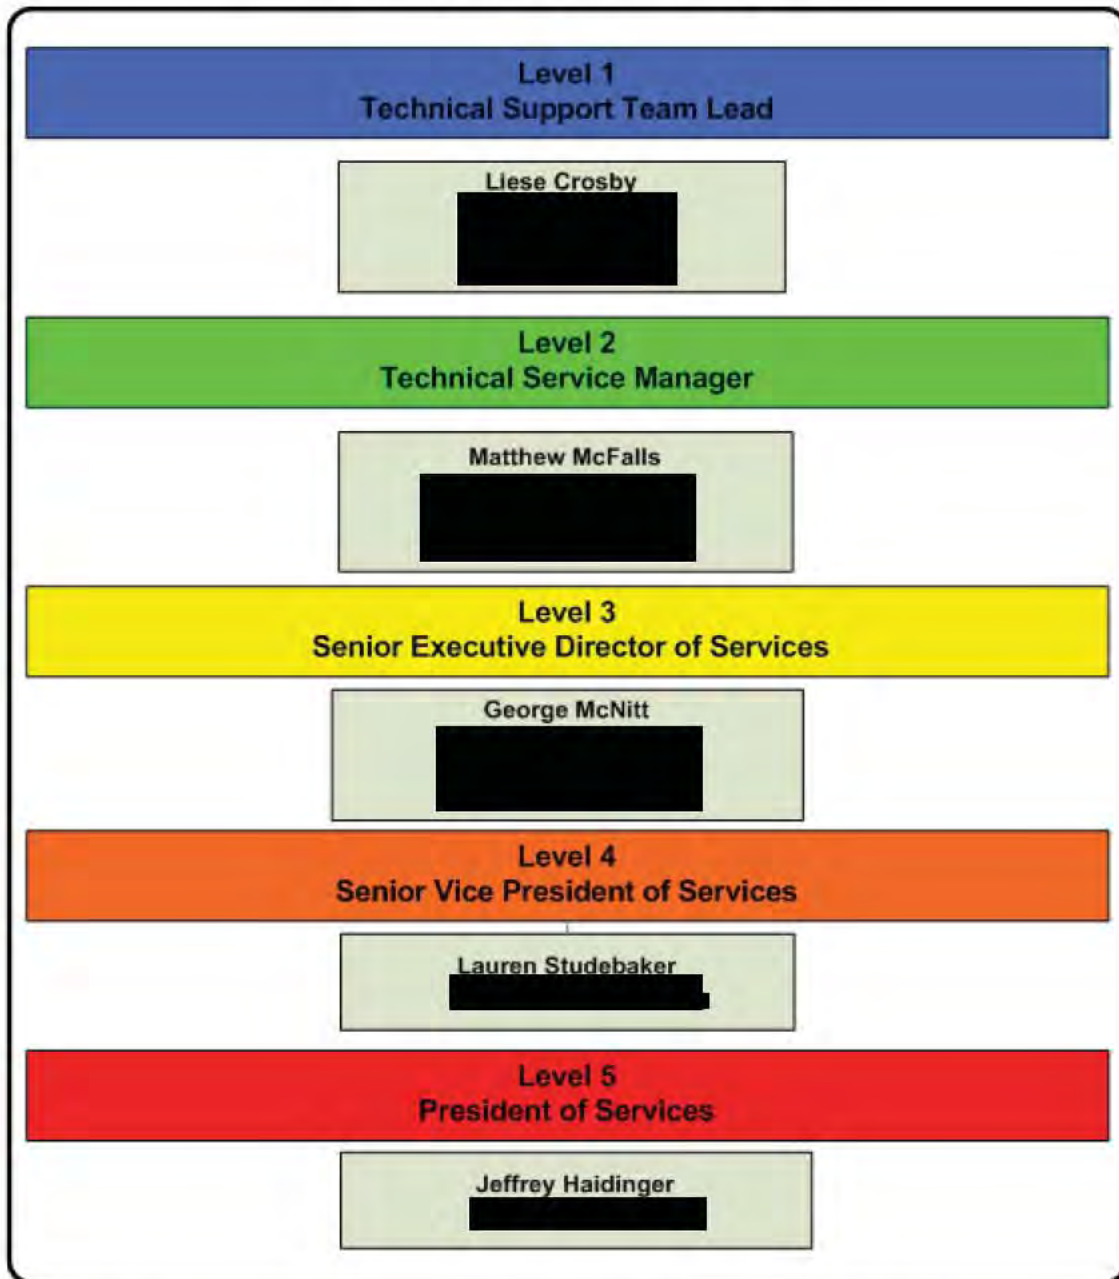 Level 1
Technical Support Team Lead
Liese Crosby
Level 2
Technical Service Manager
Matthew McFalls
Level 3
Senior Executive Director of Services
George McNitt
Level 4
Senior Vice President of Services
Lauren Studebaker
Level 5
President of Services
Jeffrey Haidinger